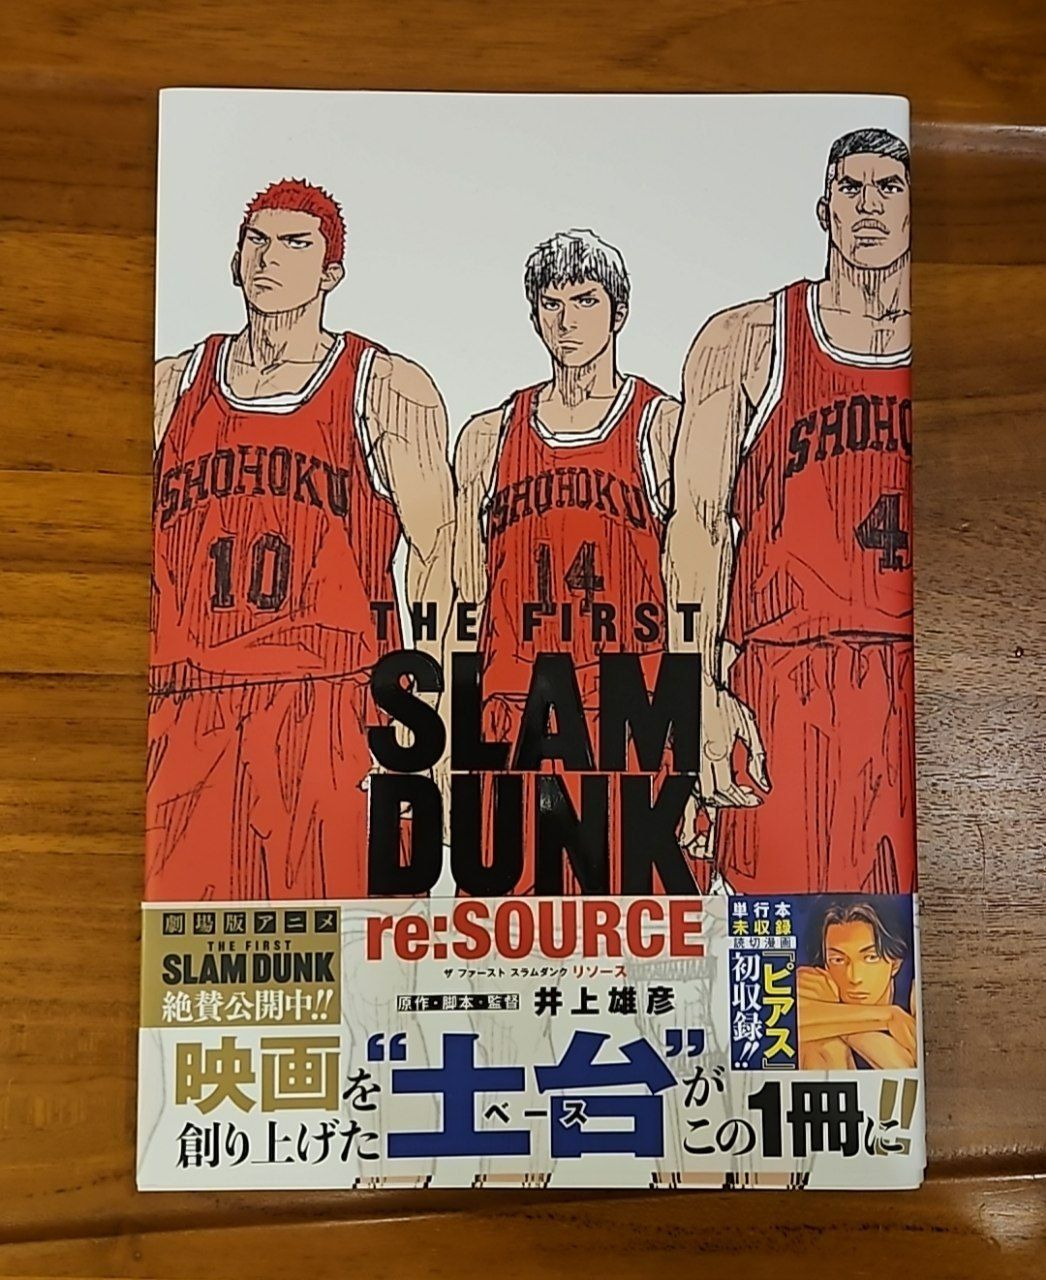 SHOHOKU
10
SHOHOKU
14
SHOHO
4
THE FIRST
SLAM
DUNK
re:SOURCE
ザ ファースト スラムダンク リソース
原作・脚本・監督 井上雄彦
劇場版アニメ
THE FIRST
SLAM DUNK
絶賛公開中!!
単行本
未収録
読切漫画
『ピアス』
初収録!!
映画を“土台”が
ベース
創り上げた この1冊に!!